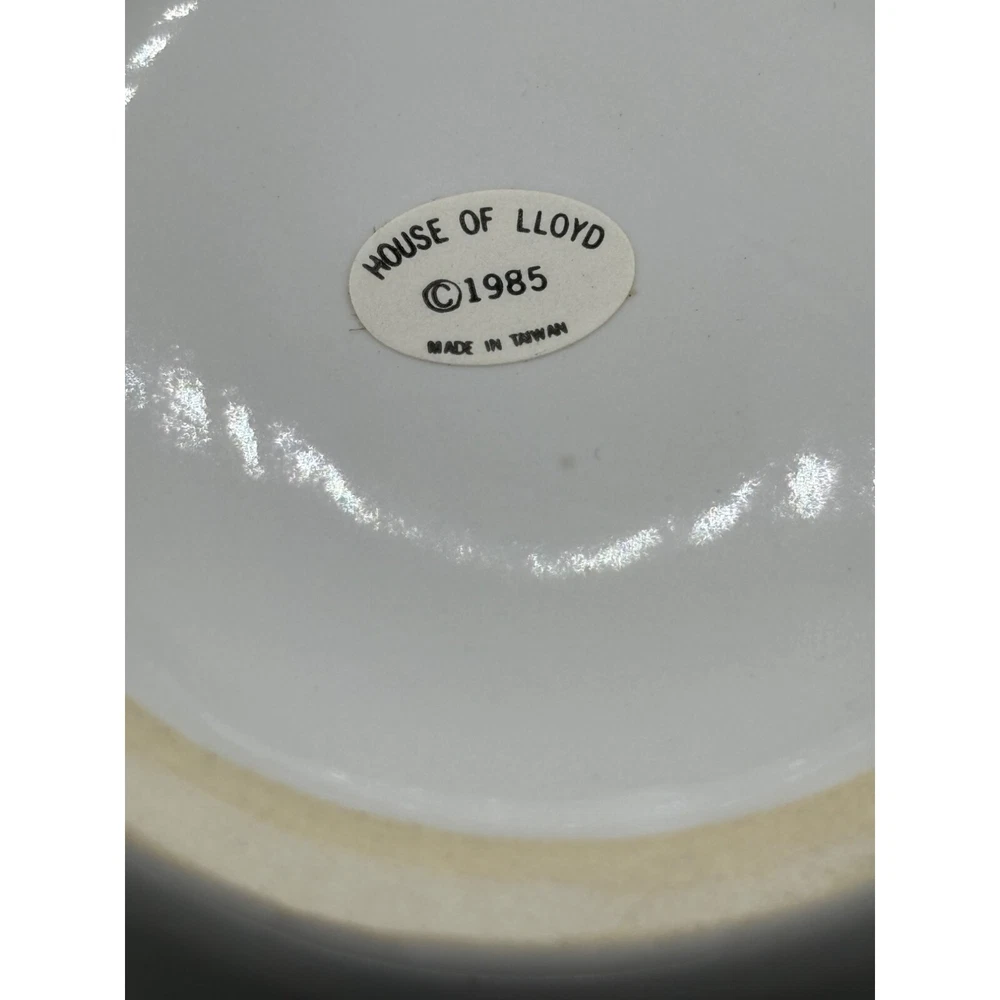 HOUSE OF LLOYD
©1985
MADE IN TAIWAN